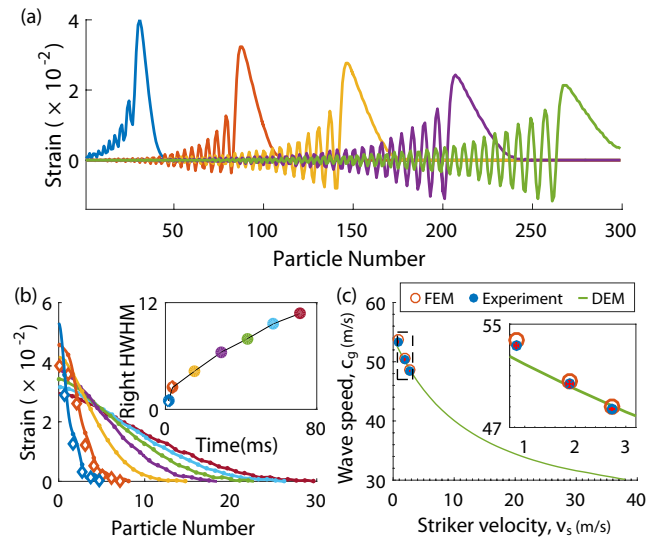 (a)
4
2
0
Strain ( × 10⁻²)
50 100 150 200 250 300
Particle Number
(b)
6
4
2
0
Strain ( × 10⁻²)
0 10 20 30
Particle Number
12
0
Right HWHM
0 80
Time(ms)
(c)
FEM Experiment DEM
60
50
40
30
Wave speed, c_g (m/s)
0 10 20 30 40
Striker velocity, v_s (m/s)
55
47
1 2 3